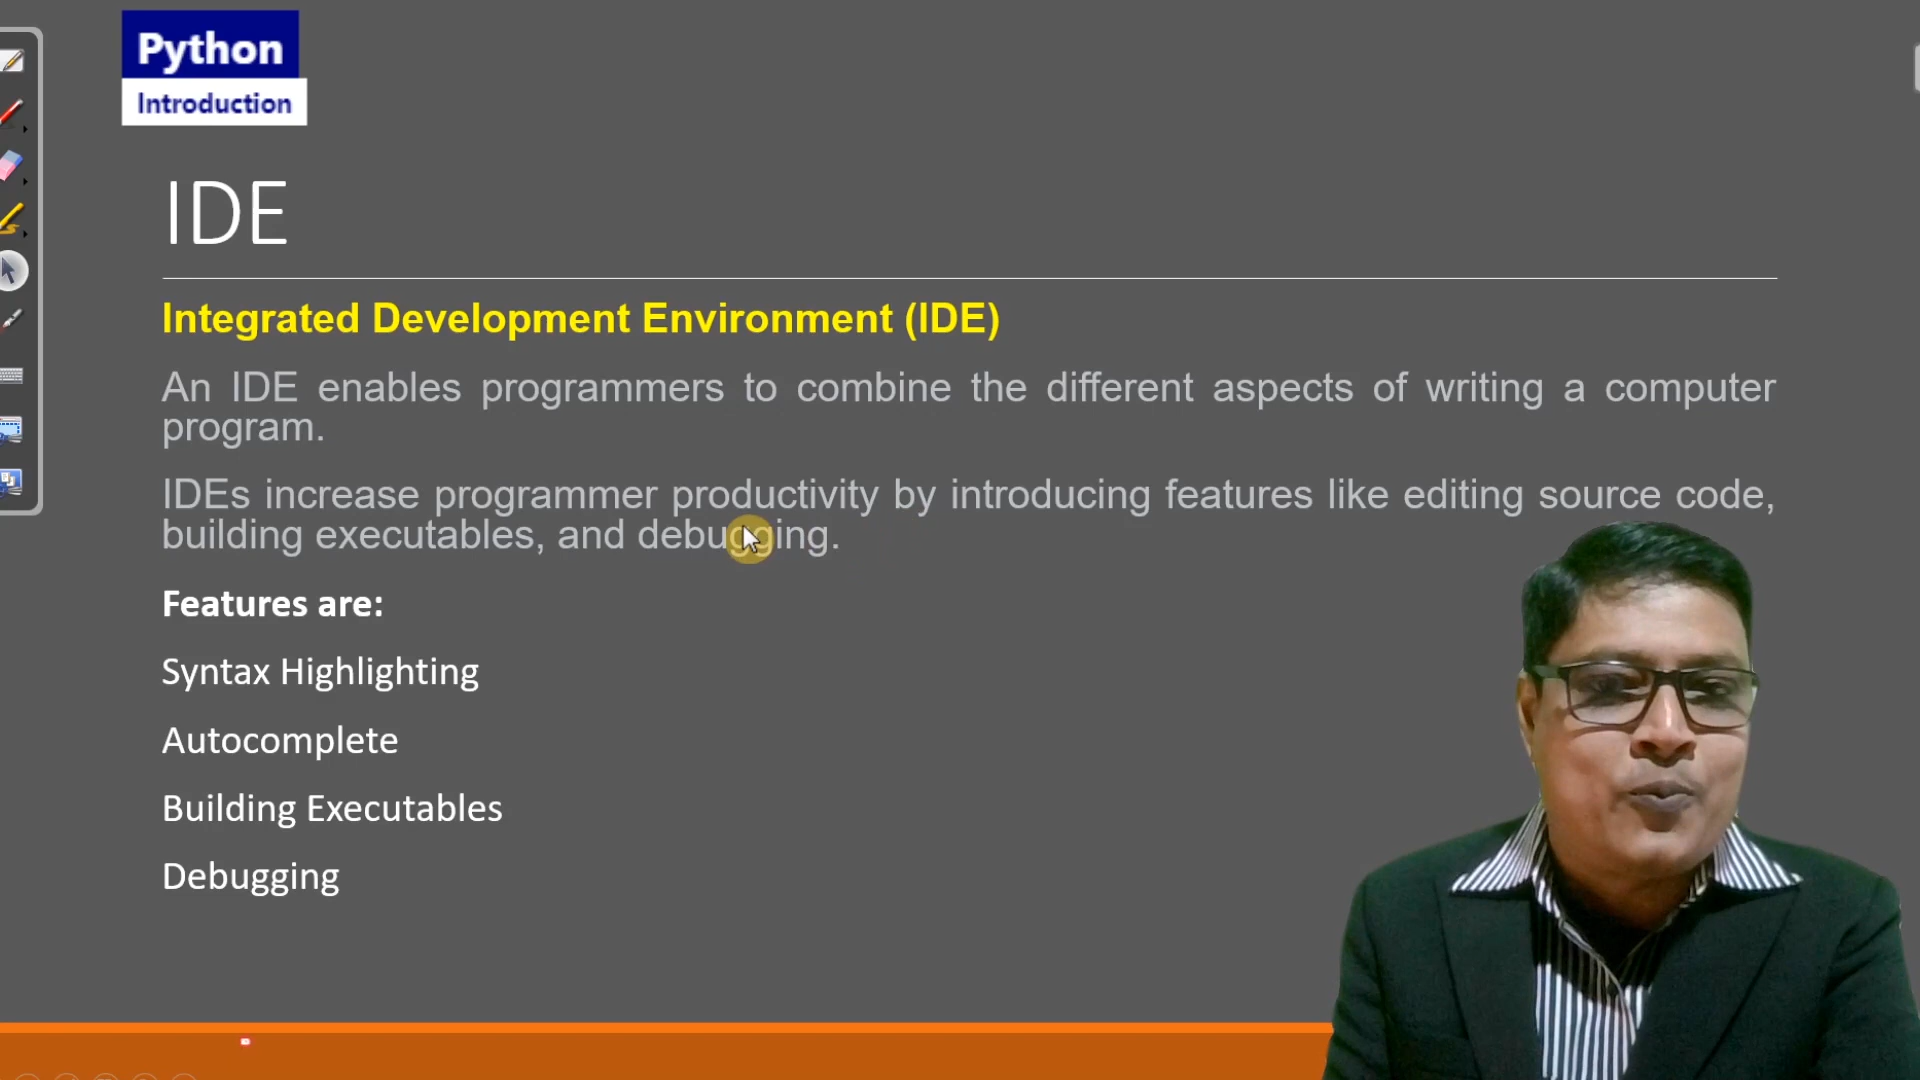 Python
Introduction
IDE
Integrated Development Environment (IDE)
An IDE enables programmers to combine the different aspects of writing a computer
program.
IDEs increase programmer productivity by introducing features like editing source code,
building executables, and debugging.
Features are:
Syntax Highlighting
Autocomplete
Building Executables
Debugging